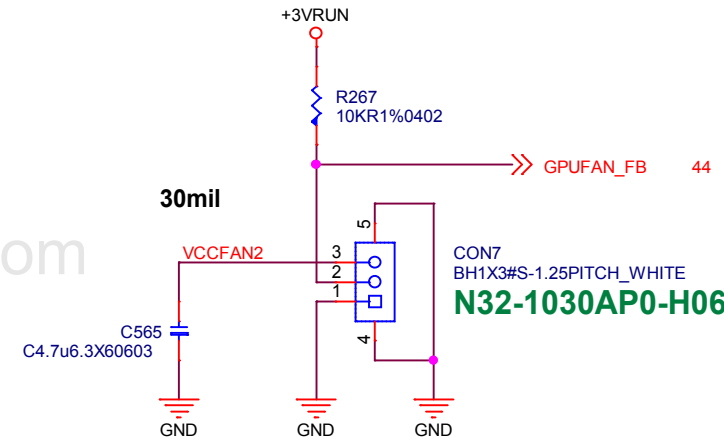 +3VRUN
R267
10KR1%0402
GPUFAN_FB 44
30mil
om
VCCFAN2
5
3
2
1
4
CON7
BH1X3#S-1.25PITCH_WHITE
N32-1030AP0-H06
C565
C4.7u6.3X60603
GND
GND
GND